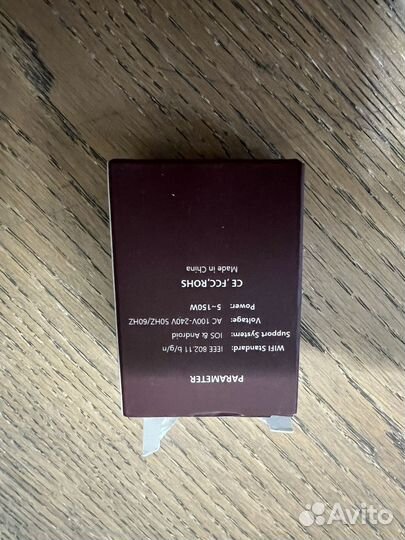 PARAMETER
WIFI Standard: IEEE 802.11 b/g/n
Support System: IOS & Android
Voltage: AC 100V-240V 50HZ/60HZ
Power: 5~150W
CE, FCC,ROHS
Made in China
Avito